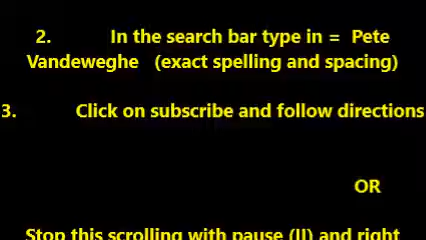 2. In the search bar type in = Pete
Vandeweghe (exact spelling and spacing)
3. Click on subscribe and follow directions
OR
Stop this scrolling with pause (II) and right